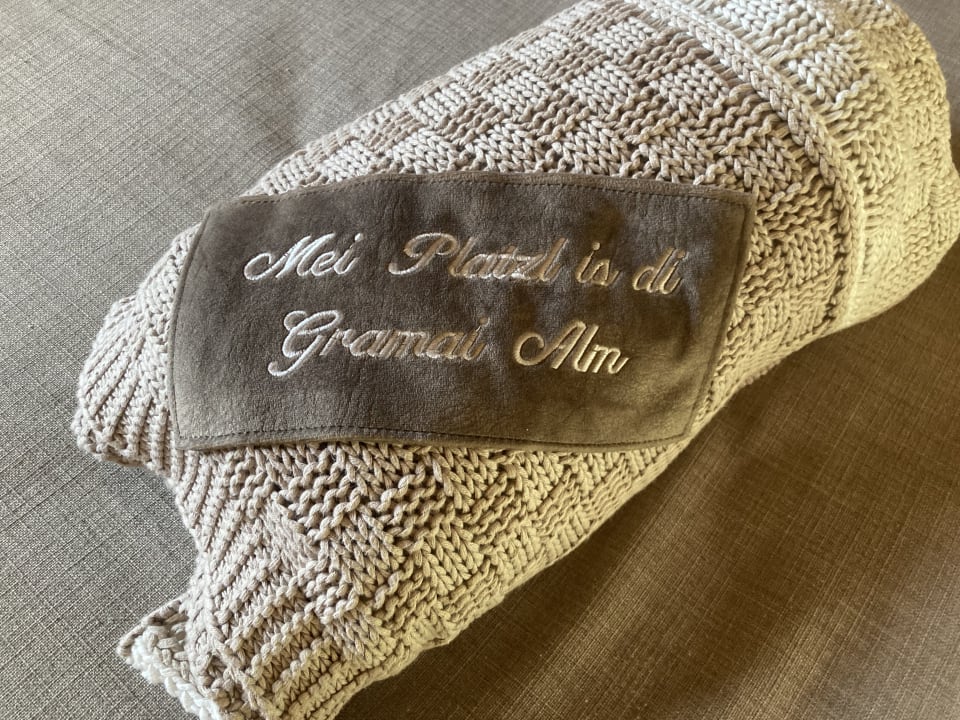 Mei Platzl is di
Gramai Alm